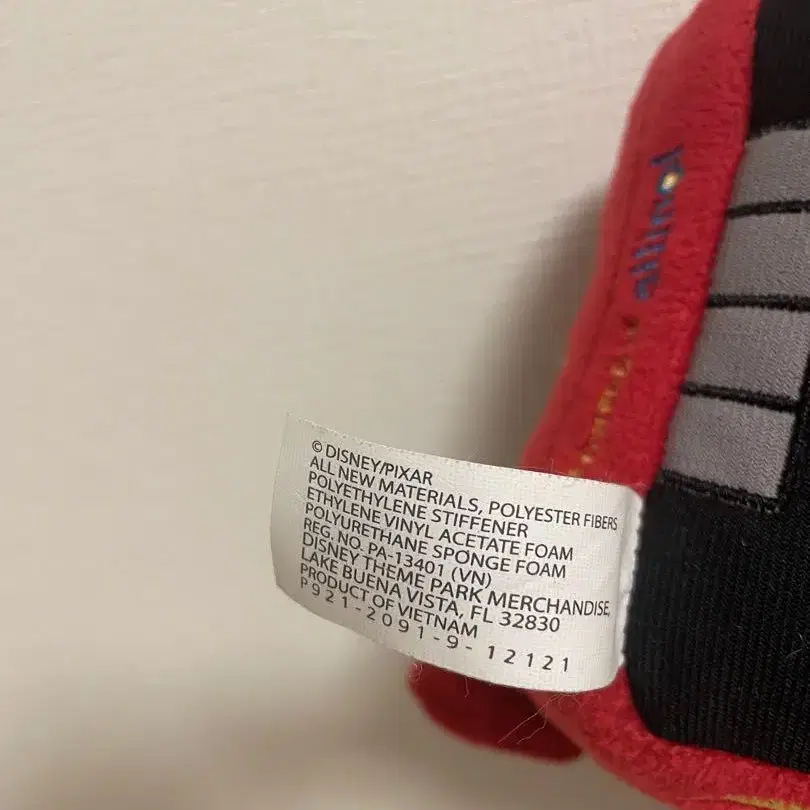 © DISNEY/PIXAR
ALL NEW MATERIALS, POLYESTER FIBERS
POLYETHYLENE STIFFENER
ETHYLENE VINYL ACETATE FOAM
POLYURETHANE SPONGE FOAM
REG. NO. PA-13401 (VN)
DISNEY THEME PARK MERCHANDISE,
LAKE BUENA VISTA, FL 32830
PRODUCT OF VIETNAM
P921-2091-9- 12121